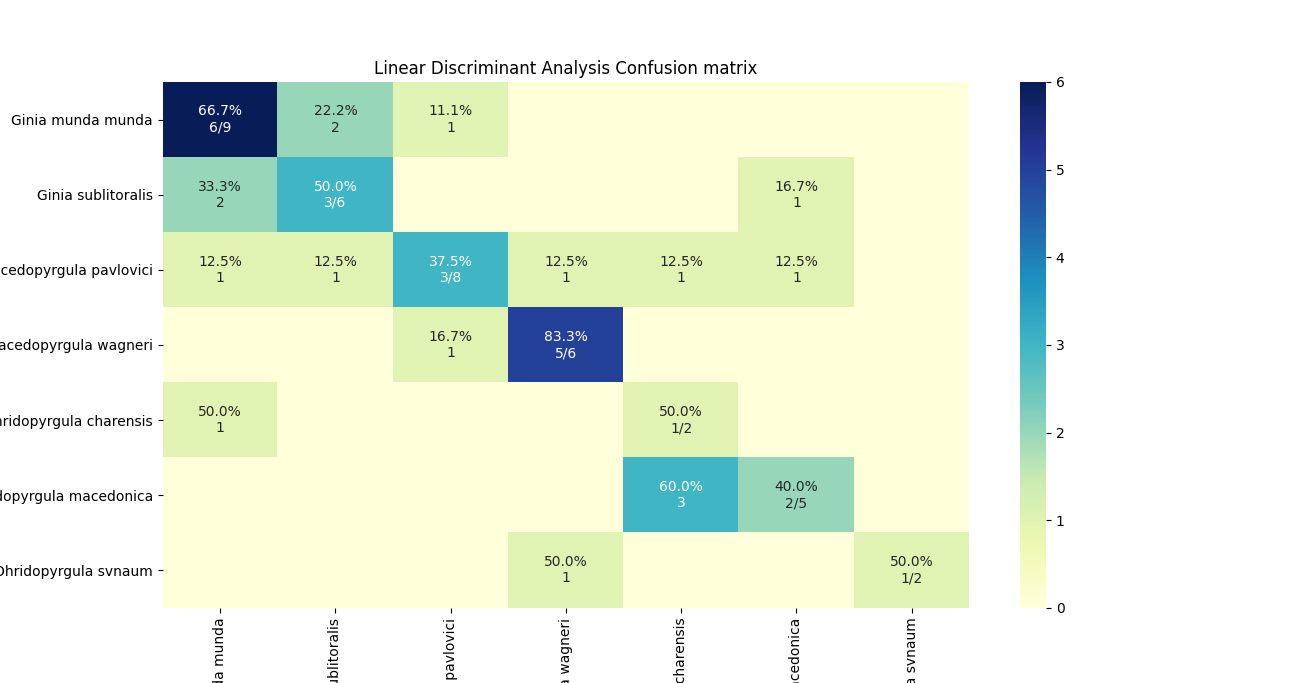 Linear Discriminant Analysis Confusion matrix
Ginia munda munda
66.7% 22.2% 11.1%
6/9 2 1
Ginia sublitoralis
33.3% 50.0% 16.7%
2 3/6 1
cedopyrgula pavlovici
12.5% 12.5% 37.5% 12.5% 12.5% 12.5%
1 1 3/8 1 1 1
acedopyrgula wagneri
16.7% 83.3%
1 5/6
hridopyrgula charensis
50.0% 50.0%
1 1/2
dopyrgula macedonica
60.0% 40.0%
3 2/5
Ohridopyrgula svnaum
50.0% 50.0%
1 1/2
da munda
ublitoralis
pavlovici
a wagneri
charensis
acedonica
a svnaum
6
5
4
3
2
1
0